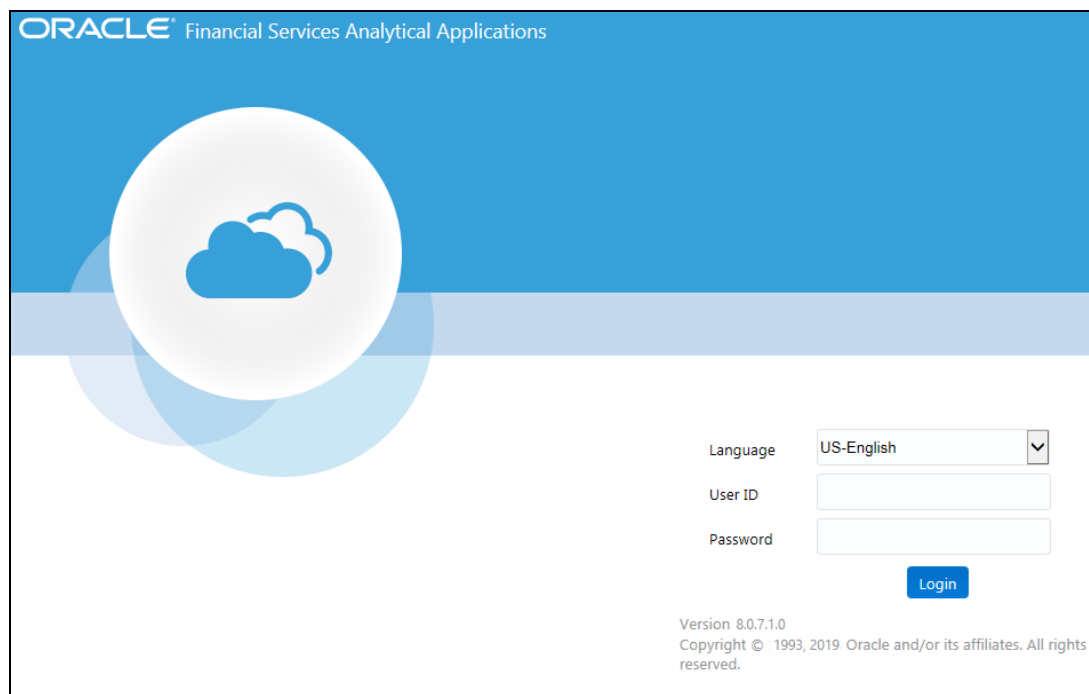 ORACLE® Financial Services Analytical Applications
Language US-English
User ID
Password
Login
Version 8.0.7.1.0
Copyright © 1993, 2019 Oracle and/or its affiliates. All rights
reserved.